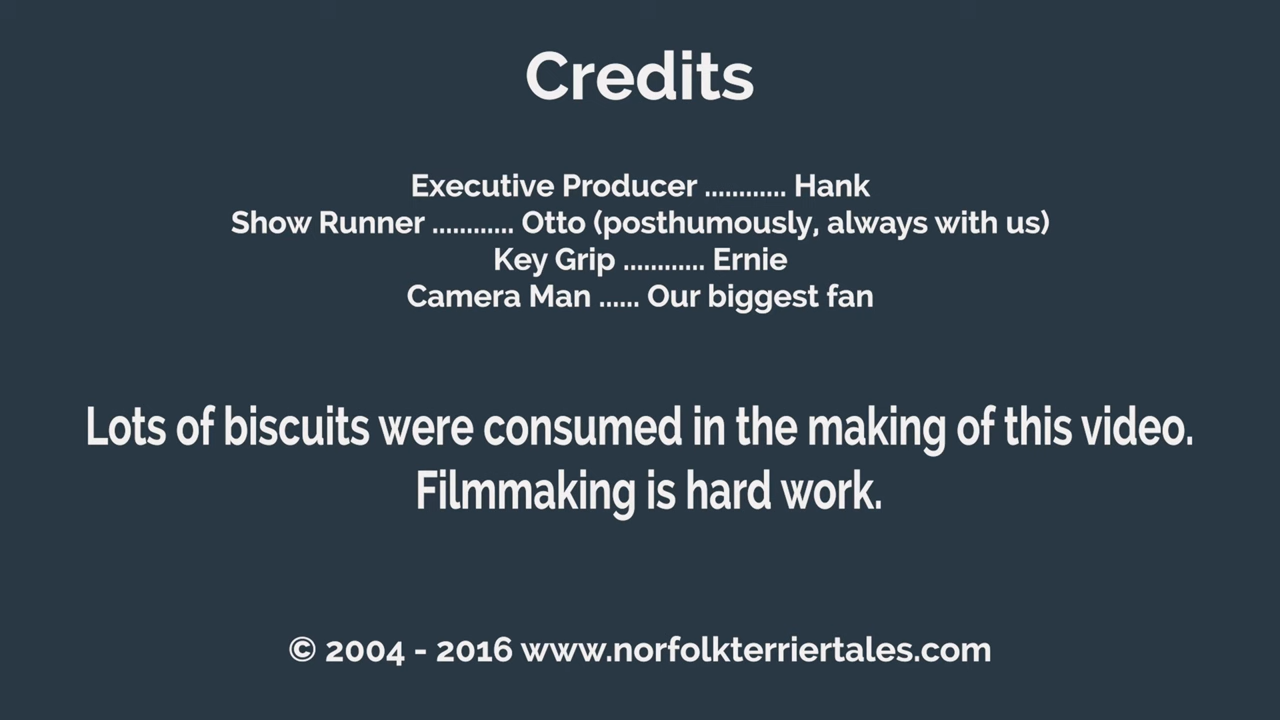 Credits
Executive Producer ............ Hank
Show Runner ............ Otto (posthumously, always with us)
Key Grip ............ Ernie
Camera Man ...... Our biggest fan
Lots of biscuits were consumed in the making of this video.
Filmmaking is hard work.
© 2004 - 2016 www.norfolkterriertales.com